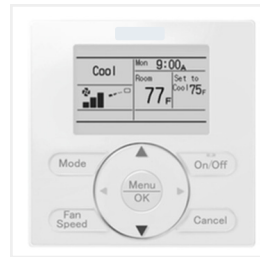 Cool
Mon 9:00A
Room
77F
Set to
Cool 75F
Mode
On/Off
Menu
OK
Fan
Speed
Cancel